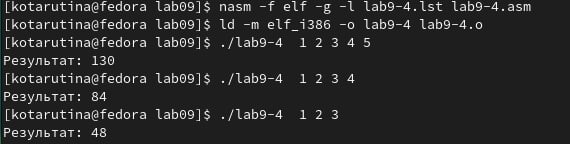 [kotarutina@fedora lab09]$ nasm -f elf -g -l lab9-4.lst lab9-4.asm
[kotarutina@fedora lab09]$ ld -m elf_i386 -o lab9-4 lab9-4.o
[kotarutina@fedora lab09]$ ./lab9-4  1 2 3 4 5
Результат: 130
[kotarutina@fedora lab09]$ ./lab9-4  1 2 3 4
Результат: 84
[kotarutina@fedora lab09]$ ./lab9-4  1 2 3
Результат: 48